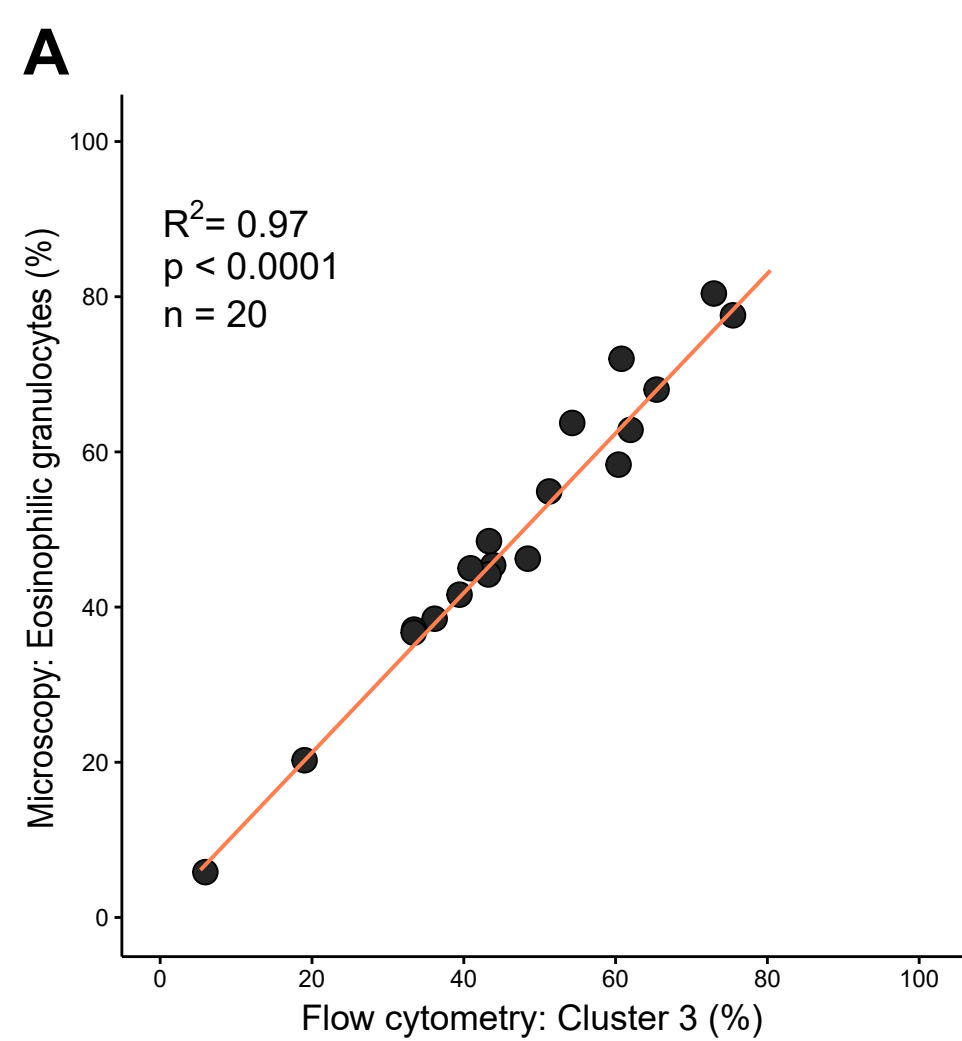 A
100
80
60
40
20
0
Microscopy: Eosinophilic granulocytes (%)
R²= 0.97
p < 0.0001
n = 20
0 20 40 60 80 100
Flow cytometry: Cluster 3 (%)